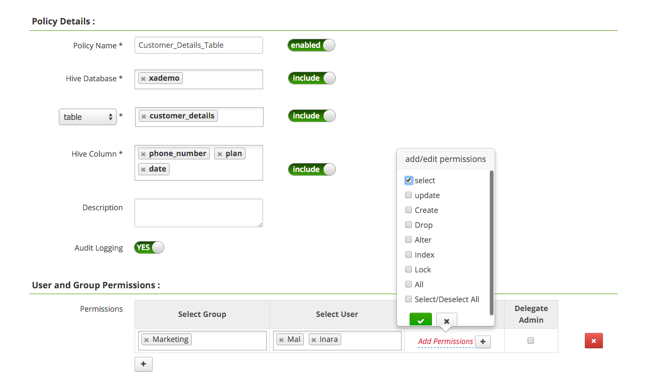 Policy Details :
Policy Name * Customer_Details_Table enabled
Hive Database * × xademo include
table * × customer_details include
Hive Column * × phone_number × plan
× date include
Description
Audit Logging YES
add/edit permissions
select
update
Create
Drop
Alter
Index
Lock
All
Select/Deselect All
User and Group Permissions :
Permissions Select Group Select User Delegate
Admin
× Marketing × Mal × Inara Add Permissions + ×
+